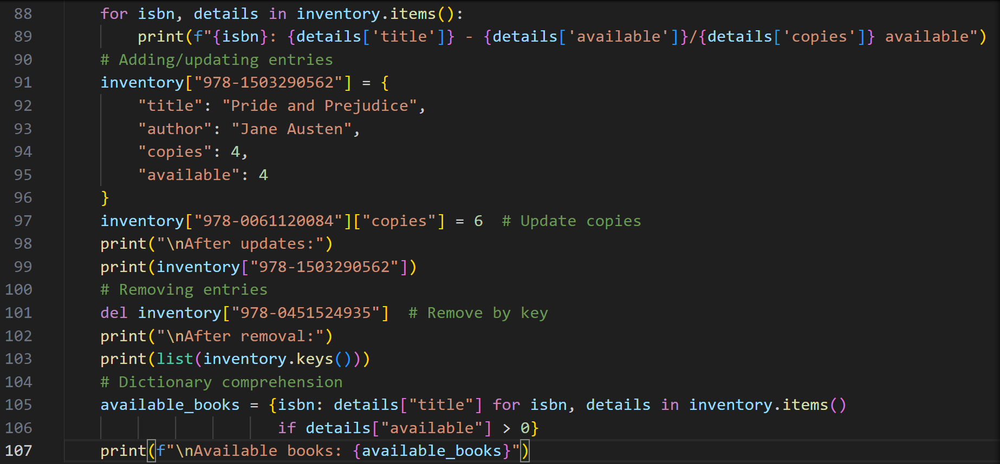 88 for isbn, details in inventory.items():
89 print(f"{isbn}: {details['title']} - {details['available']}/{details['copies']} available")
90 # Adding/updating entries
91 inventory["978-1503290562"] = {
92 "title": "Pride and Prejudice",
93 "author": "Jane Austen",
94 "copies": 4,
95 "available": 4
96 }
97 inventory["978-0061120084"]["copies"] = 6  # Update copies
98 print("\nAfter updates:")
99 print(inventory["978-1503290562"])
100 # Removing entries
101 del inventory["978-0451524935"]  # Remove by key
102 print("\nAfter removal:")
103 print(list(inventory.keys()))
104 # Dictionary comprehension
105 available_books = {isbn: details["title"] for isbn, details in inventory.items()
106 if details["available"] > 0}
107 print(f"\nAvailable books: {available_books}")